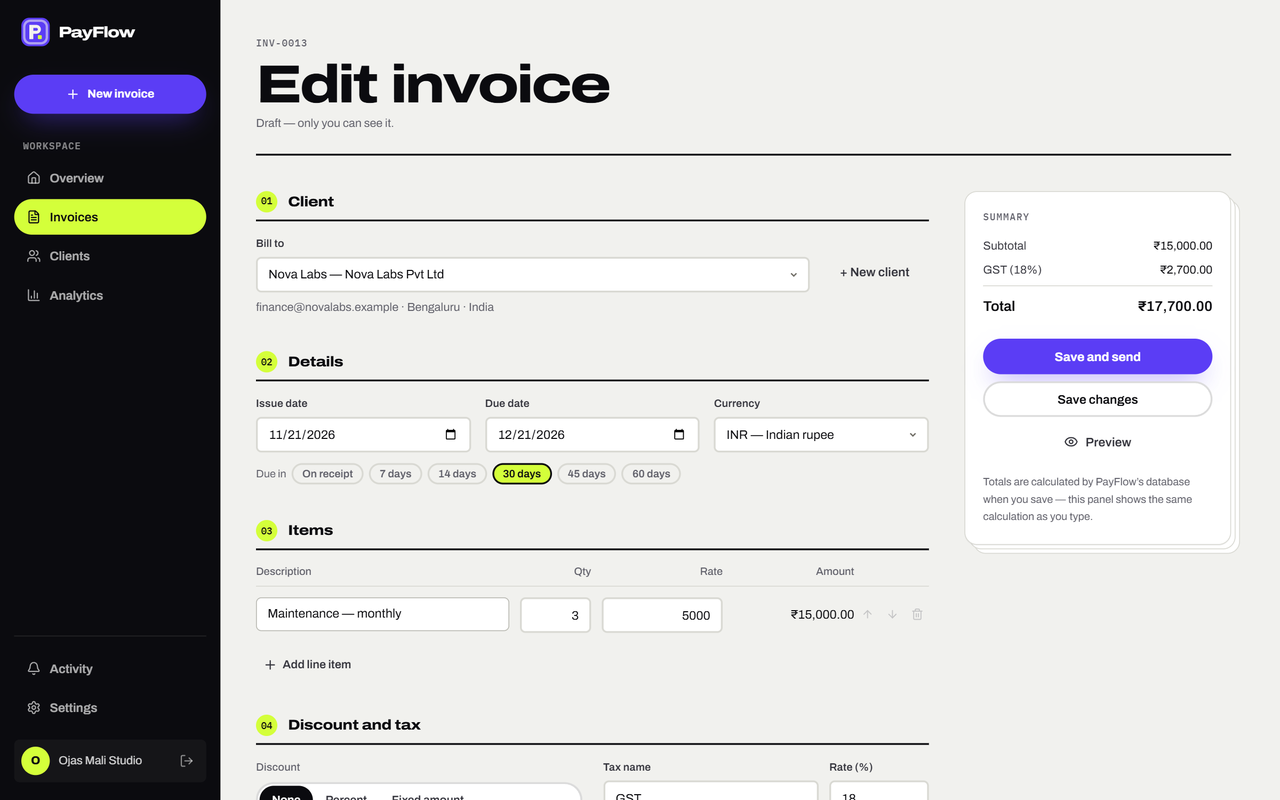 PayFlow
New invoice
WORKSPACE
Overview
Invoices
Clients
Analytics
Activity
Settings
O Ojas Mali Studio
INV-0013
Edit invoice
Draft — only you can see it.
01 Client
Bill to
Nova Labs — Nova Labs Pvt Ltd
+ New client
finance@novalabs.example · Bengaluru · India
02 Details
Issue date Due date Currency
11/21/2026 12/21/2026 INR — Indian rupee
Due in On receipt 7 days 14 days 30 days 45 days 60 days
03 Items
Description Qty Rate Amount
Maintenance — monthly 3 5000 ₹15,000.00
Add line item
04 Discount and tax
Discount Tax name Rate (%)
None Percent Fixed amount GST 18
SUMMARY
Subtotal ₹15,000.00
GST (18%) ₹2,700.00
Total ₹17,700.00
Save and send
Save changes
Preview
Totals are calculated by PayFlow's database
when you save — this panel shows the same
calculation as you type.